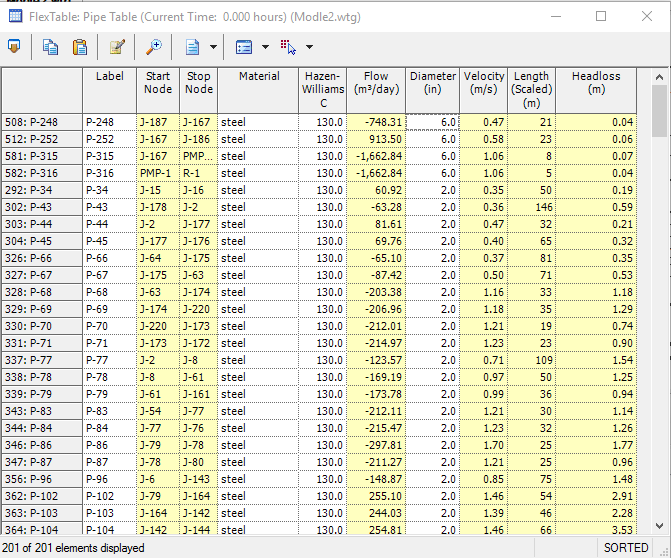 FlexTable: Pipe Table (Current Time: 0.000 hours) (Modle2.wtg)
Label Start Node Stop Node Material Hazen-Williams C Flow (m³/day) Diameter (in) Velocity (m/s) Length (Scaled) (m) Headloss (m)
508: P-248 P-248 J-187 J-167 steel 130.0 -748.31 6.0 0.47 21 0.04
512: P-252 P-252 J-167 J-186 steel 130.0 913.50 6.0 0.58 23 0.06
581: P-315 P-315 J-167 PMP... steel 130.0 -1,662.84 6.0 1.06 8 0.07
582: P-316 P-316 PMP-1 R-1 steel 130.0 -1,662.84 6.0 1.06 5 0.04
292: P-34 P-34 J-15 J-16 steel 130.0 60.92 2.0 0.35 50 0.19
302: P-43 P-43 J-178 J-2 steel 130.0 -63.28 2.0 0.36 146 0.59
303: P-44 P-44 J-2 J-177 steel 130.0 81.61 2.0 0.47 32 0.21
304: P-45 P-45 J-177 J-176 steel 130.0 69.76 2.0 0.40 65 0.32
326: P-66 P-66 J-64 J-175 steel 130.0 -65.10 2.0 0.37 81 0.35
327: P-67 P-67 J-175 J-63 steel 130.0 -87.42 2.0 0.50 71 0.53
328: P-68 P-68 J-63 J-174 steel 130.0 -203.38 2.0 1.16 33 1.18
329: P-69 P-69 J-174 J-220 steel 130.0 -206.96 2.0 1.18 35 1.29
330: P-70 P-70 J-220 J-173 steel 130.0 -212.01 2.0 1.21 19 0.74
331: P-71 P-71 J-173 J-172 steel 130.0 -214.97 2.0 1.23 23 0.90
337: P-77 P-77 J-2 J-8 steel 130.0 -123.57 2.0 0.71 109 1.54
338: P-78 P-78 J-8 J-61 steel 130.0 -169.19 2.0 0.97 50 1.25
339: P-79 P-79 J-61 J-161 steel 130.0 -173.78 2.0 0.99 36 0.94
343: P-83 P-83 J-54 J-77 steel 130.0 -212.11 2.0 1.21 30 1.14
344: P-84 P-84 J-77 J-76 steel 130.0 -215.47 2.0 1.23 32 1.26
346: P-86 P-86 J-79 J-78 steel 130.0 -297.81 2.0 1.70 25 1.77
347: P-87 P-87 J-78 J-80 steel 130.0 -211.27 2.0 1.21 25 0.96
356: P-96 P-96 J-6 J-143 steel 130.0 -148.87 2.0 0.85 75 1.48
362: P-102 P-102 J-79 J-164 steel 130.0 255.10 2.0 1.46 54 2.91
363: P-103 P-103 J-164 J-142 steel 130.0 244.03 2.0 1.39 46 2.28
364: P-104 P-104 J-142 J-144 steel 130.0 254.81 2.0 1.46 66 3.53
201 of 201 elements displayed SORTED